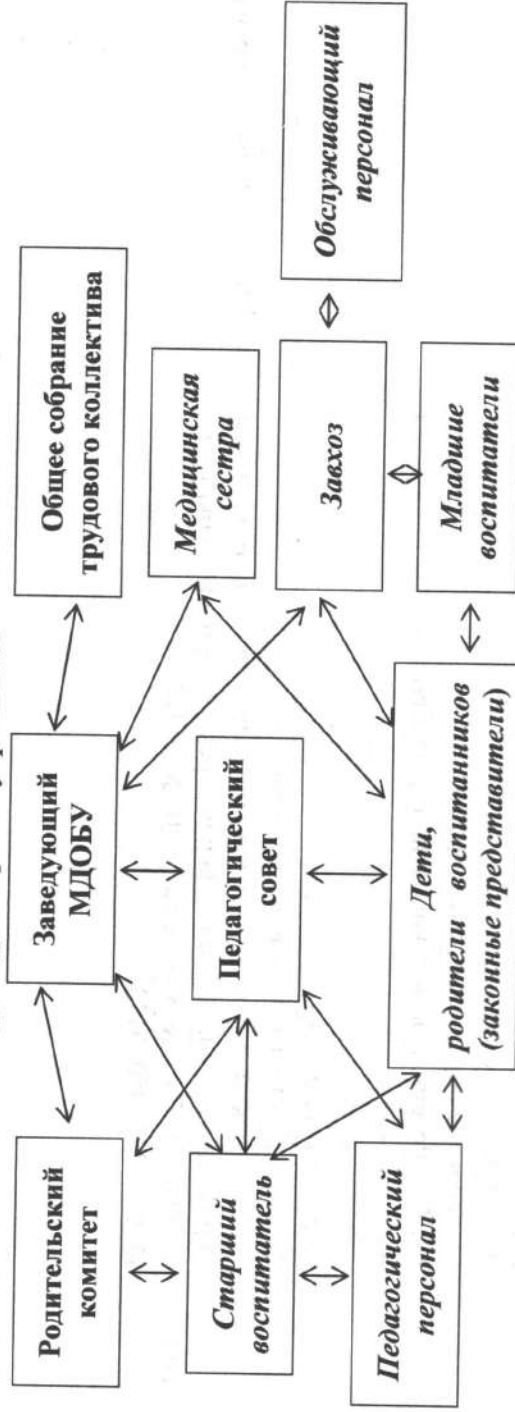 Родительский
комитет
Заведующий
МДОБУ
Общее собрание
трудового коллектива
Старший
воспитатель
Педагогический
совет
Медицинская
сестра
Завхоз
Обслуживающий
персонал
Педагогический
персонал
Дети,
родители воспитанников
(законные представители)
Младшие
воспитатели